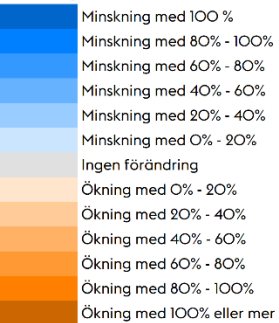 Minskning med 100 %
Minskning med 80% - 100%
Minskning med 60% - 80%
Minskning med 40% - 60%
Minskning med 20% - 40%
Minskning med 0% - 20%
Ingen förändring
Ökning med 0% - 20%
Ökning med 20% - 40%
Ökning med 40% - 60%
Ökning med 60% - 80%
Ökning med 80% - 100%
Ökning med 100% eller mer